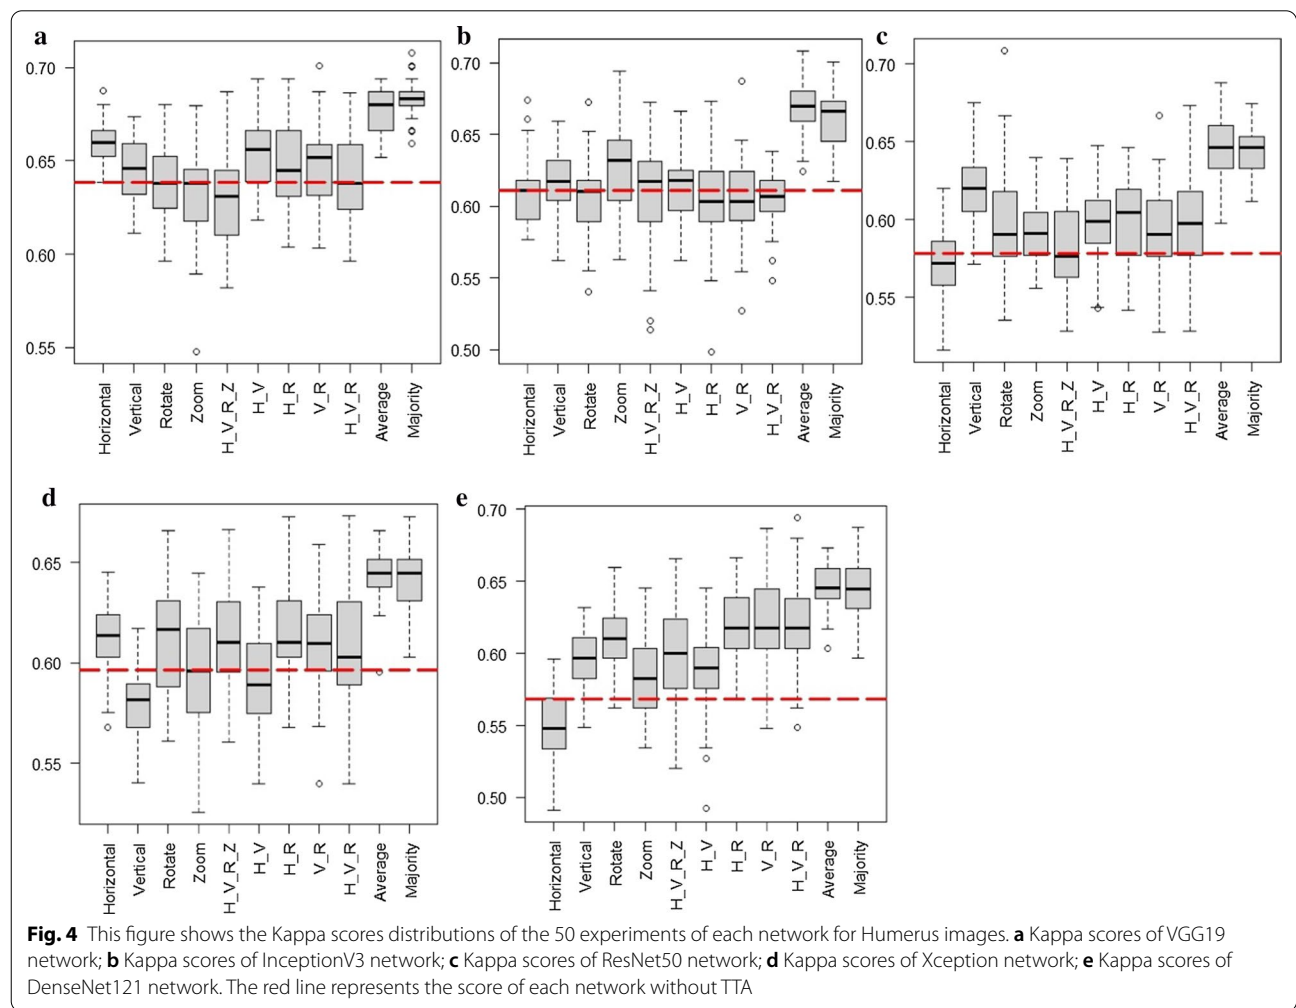 a
0.70
0.65
0.60
0.55
Horizontal
Vertical
Rotate
Zoom
H_V_R_Z
H_V
H_R
V_R
H_V_R
Average
Majority
b
0.70
0.65
0.60
0.55
0.50
Horizontal
Vertical
Rotate
Zoom
H_V_R_Z
H_V
H_R
V_R
H_V_R
Average
Majority
c
0.70
0.65
0.60
0.55
Horizontal
Vertical
Rotate
Zoom
H_V_R_Z
H_V
H_R
V_R
H_V_R
Average
Majority
d
0.65
0.60
0.55
Horizontal
Vertical
Rotate
Zoom
H_V_R_Z
H_V
H_R
V_R
H_V_R
Average
Majority
e
0.70
0.65
0.60
0.55
0.50
Horizontal
Vertical
Rotate
Zoom
H_V_R_Z
H_V
H_R
V_R
H_V_R
Average
Majority
Fig. 4 This figure shows the Kappa scores distributions of the 50 experiments of each network for Humerus images. a Kappa scores of VGG19
network; b Kappa scores of InceptionV3 network; c Kappa scores of ResNet50 network; d Kappa scores of Xception network; e Kappa scores of
DenseNet121 network. The red line represents the score of each network without TTA